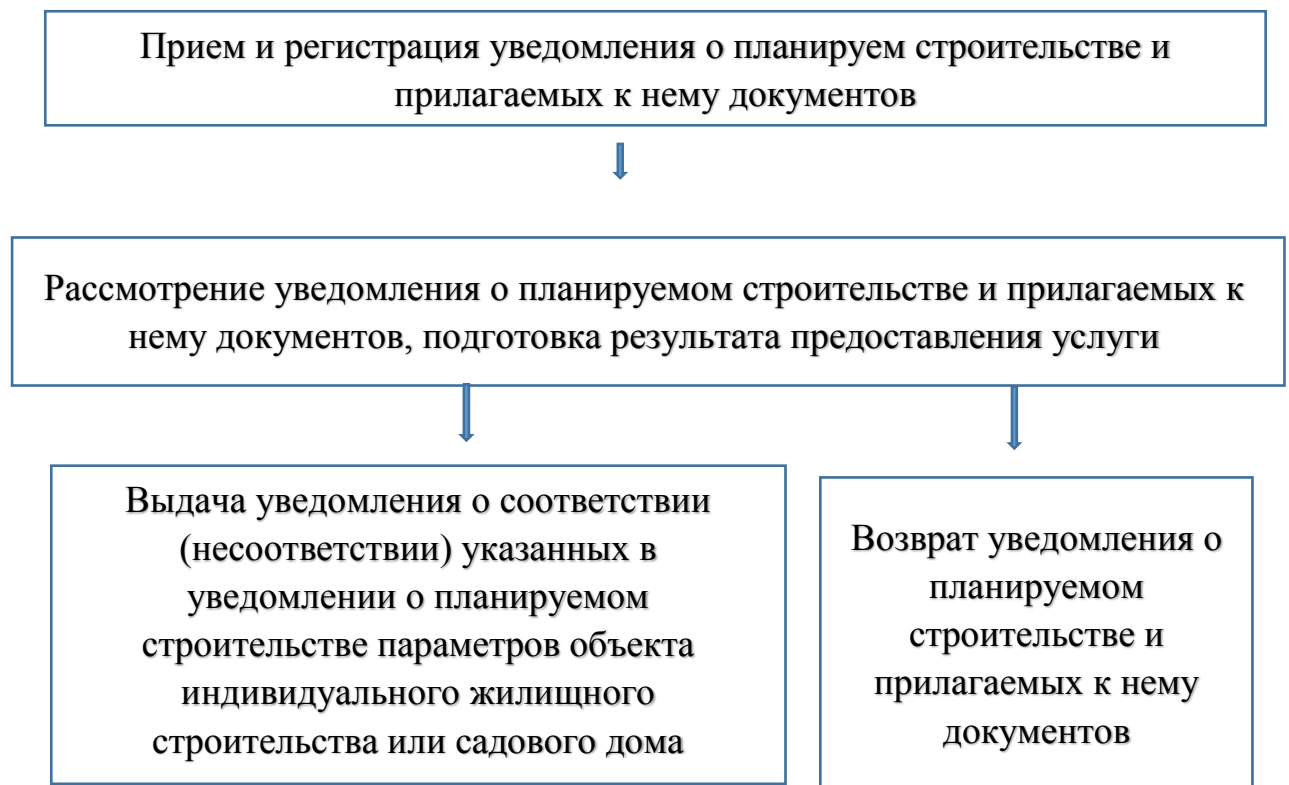 Прием и регистрация уведомления о планируем строительстве и
прилагаемых к нему документов
Рассмотрение уведомления о планируемом строительстве и прилагаемых к
нему документов, подготовка результата предоставления услуги
Выдача уведомления о соответствии
(несоответствии) указанных в
уведомлении о планируемом
строительстве параметров объекта
индивидуального жилищного
строительства или садового дома
Возврат уведомления о
планируемом
строительстве и
прилагаемых к нему
документов